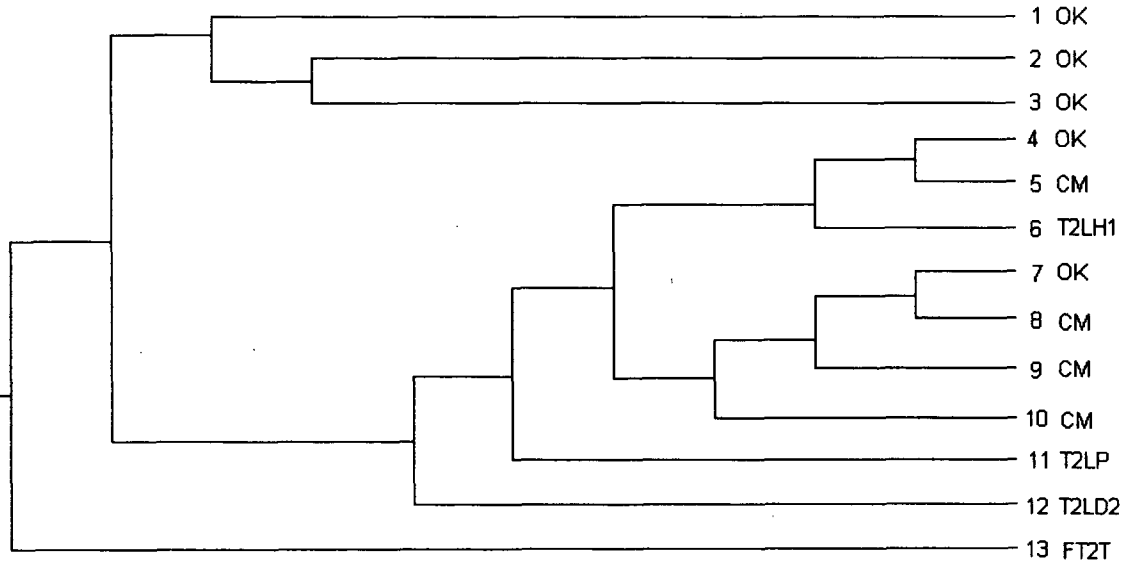 1 OK
2 OK
3 OK
4 OK
5 CM
6 T2LH1
7 OK
8 CM
9 CM
10 CM
11 T2LP
12 T2LD2
13 FT2T